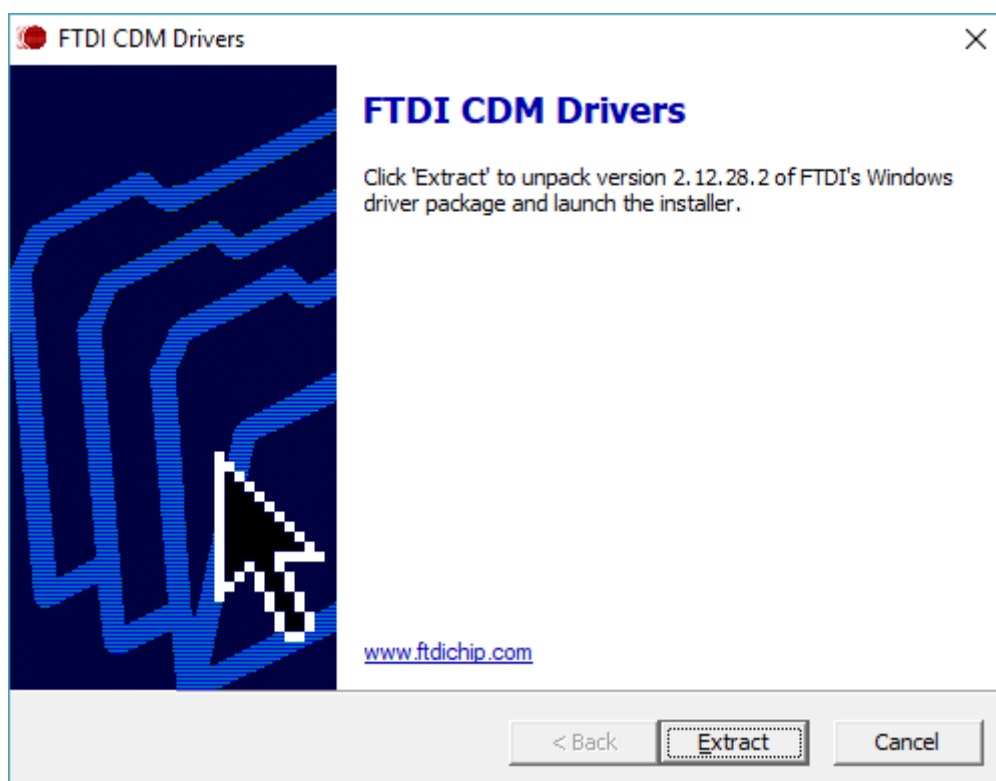 FTDI CDM Drivers
FTDI CDM Drivers
Click 'Extract' to unpack version 2.12.28.2 of FTDI's Windows
driver package and launch the installer.
www.ftdichip.com
< Back
Extract
Cancel